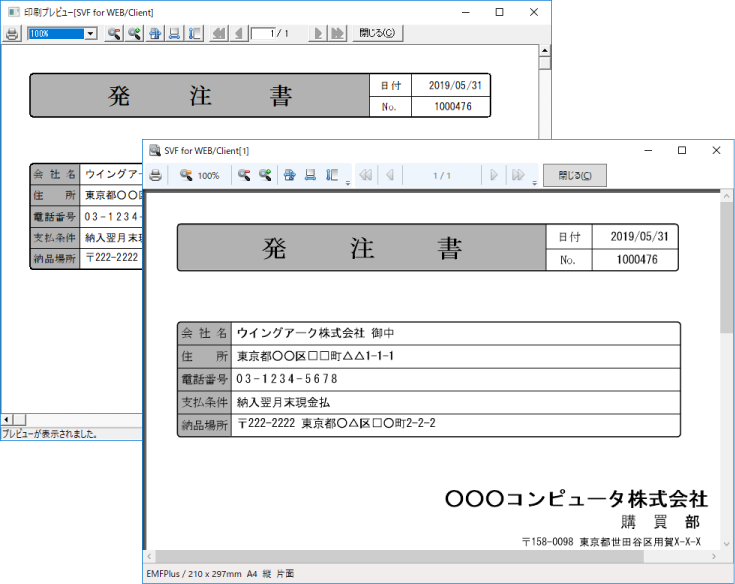 印刷プレビュー[SVF for WEB/Client]
100% 1/ 1 閉じる(C)
発 注 書
日付 2019/05/31
No. 1000476
会 社 名 ウイングアー
住 所 東京都〇〇
電話番号 03-1234-
支払条件 納入翌月末
納品場所 〒222-2222
プレビューが表示されました。
SVF for WEB/Client[1]
100% 1 / 1 閉じる(C)
発 注 書
日付 2019/05/31
No. 1000476
会 社 名 ウイングアーク株式会社 御中
住 所 東京都〇〇区□□町△△1-1-1
電話番号 03-1234-5678
支払条件 納入翌月末現金払
納品場所 〒222-2222 東京都〇△区□〇町2-2-2
〇〇〇コンピュータ株式会社
購 買 部
〒158-0098 東京都世田谷区用賀X-X-X
EMFPlus / 210 x 297mm A4 縦 片面